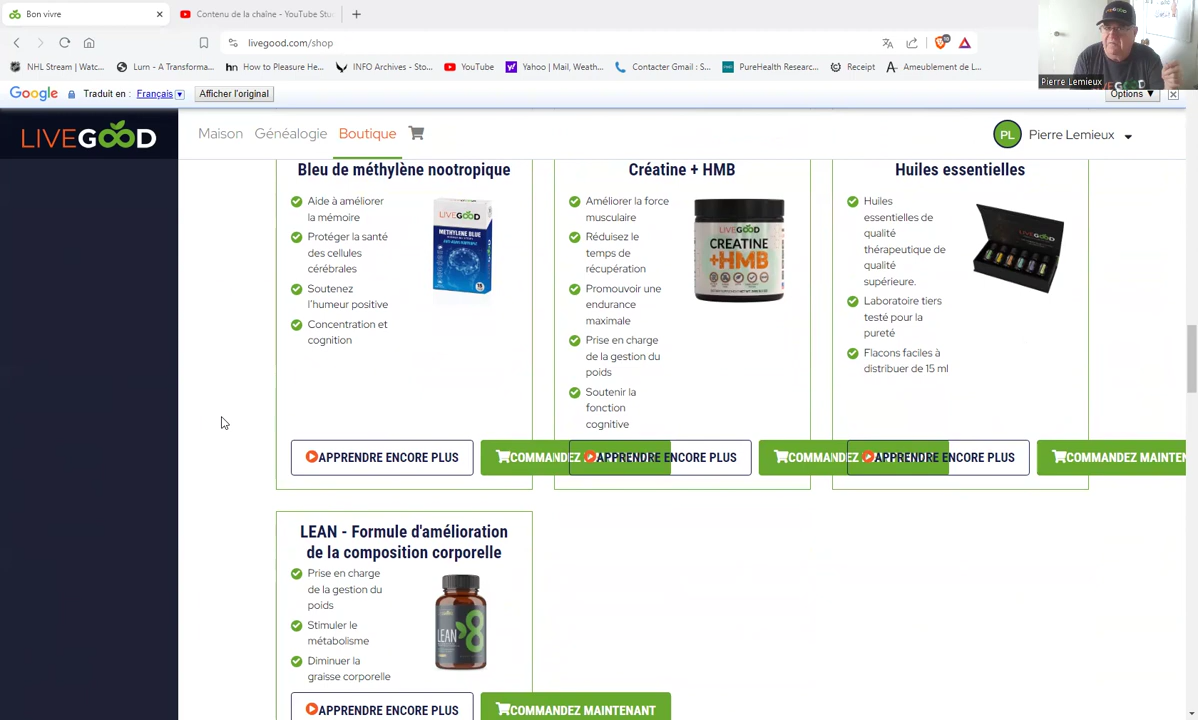 Bon vivre
Contenu de la chaîne - YouTube Stu
livegood.com/shop
NHL Stream | Watc...
Lurn - A Transforma...
How to Pleasure He...
INFO Archives - Sto...
YouTube
Yahoo | Mail, Weath...
Contacter Gmail : S...
PureHealth Researc...
Receipt
Ameublement de L...
Google
Traduit en : Français
Afficher l'original
Options ▼
Pierre Lemieux
LIVEGOOD
Maison
Généalogie
Boutique
PL
Pierre Lemieux
Bleu de méthylène nootropique
Aide à améliorer
la mémoire
Protéger la santé
des cellules
cérébrales
Soutenez
l'humeur positive
Concentration et
cognition
LIVEGOOD
METHYLENE BLUE
APPRENDRE ENCORE PLUS
COMMANDEZ
Créatine + HMB
Améliorer la force
musculaire
Réduisez le
temps de
récupération
Promouvoir une
endurance
maximale
Prise en charge
de la gestion du
poids
Soutenir la
fonction
cognitive
LIVEGOOD
CREATINE
+HMB
APPRENDRE ENCORE PLUS
COMMANDEZ
Huiles essentielles
Huiles
essentielles de
qualité
thérapeutique de
qualité
supérieure.
Laboratoire tiers
testé pour la
pureté
Flacons faciles à
distribuer de 15 ml
APPRENDRE ENCORE PLUS
COMMANDEZ MAINTEN
LEAN - Formule d'amélioration
de la composition corporelle
Prise en charge
de la gestion du
poids
Stimuler le
métabolisme
Diminuer la
graisse corporelle
LEAN
8
APPRENDRE ENCORE PLUS
COMMANDEZ MAINTENANT